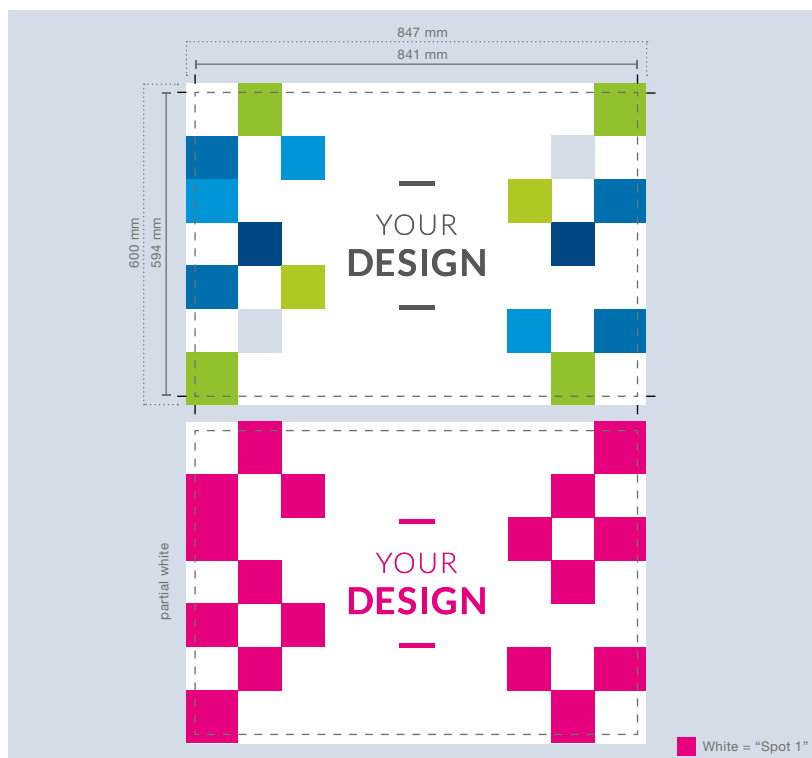 847 mm
841 mm
600 mm
594 mm
YOUR
DESIGN
partial white
YOUR
DESIGN
White = “Spot 1”